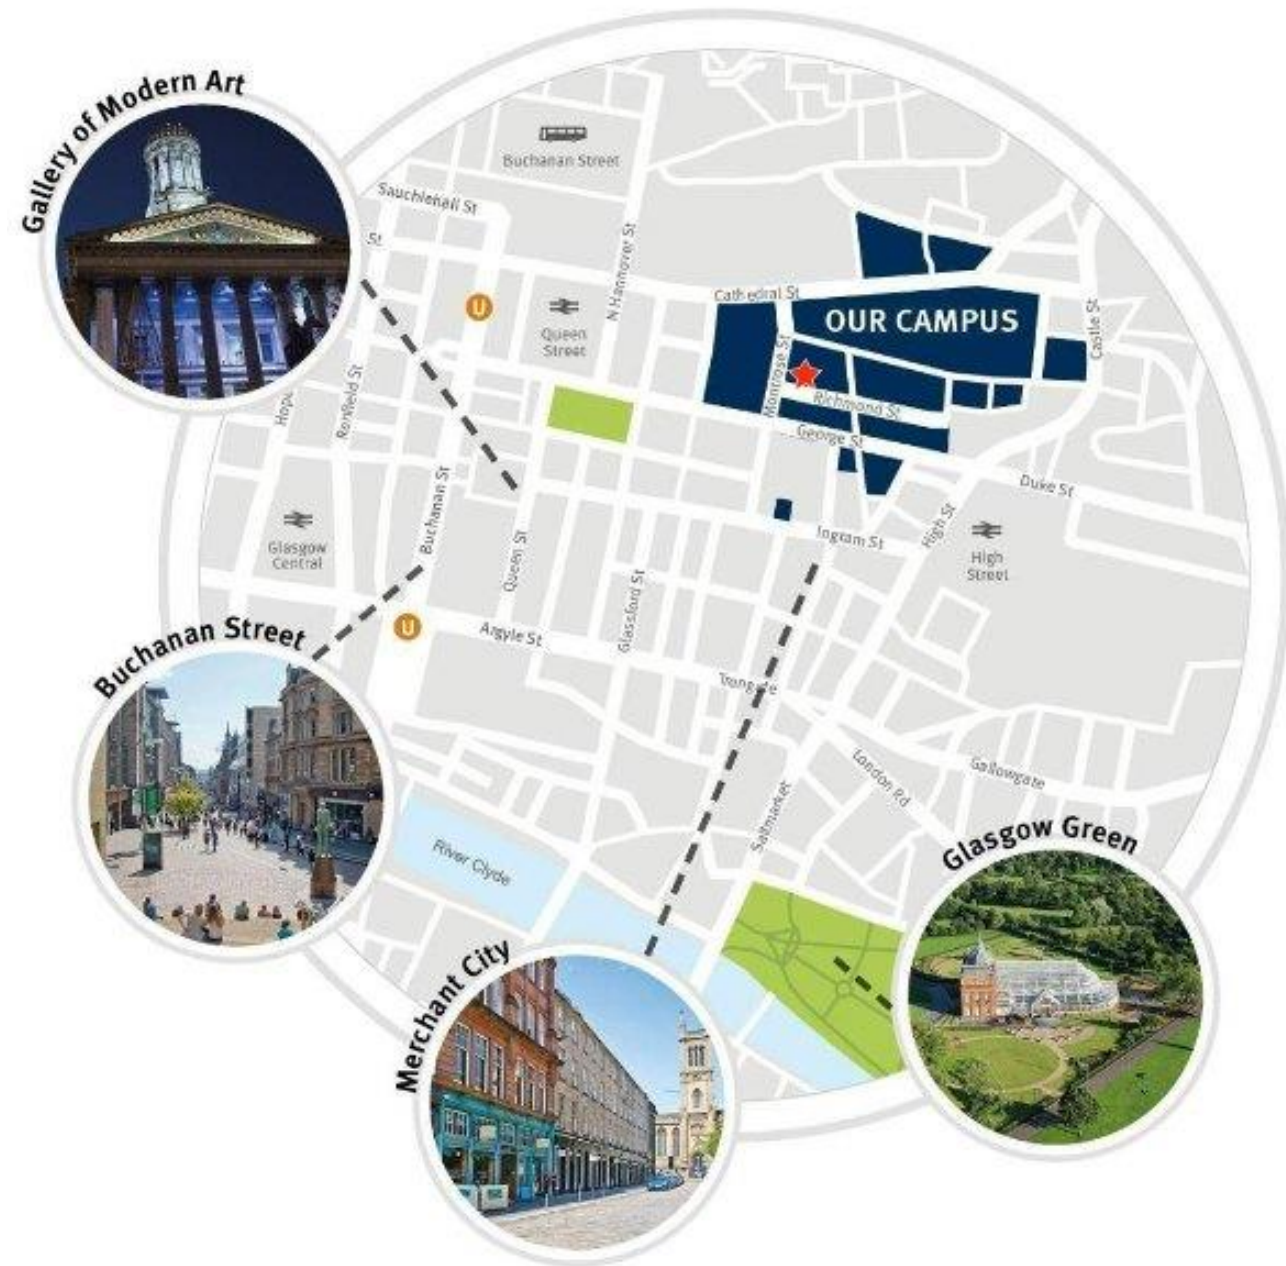 Gallery of Modern Art
Buchanan Street
Sauchiehall St
St
N Hannover St
U
Queen
Street
Cathedral St
OUR CAMPUS
Castle St
Montrose St
Richmond St
George St
Renfield St
Buchanan St
Duke St
Glasgow
Central
Queen St
Ingram St
High St
High
Street
Glassford St
U
Argyle St
Buchanan Street
Trongate
Gallowgate
London Rd
Saltmarket
River Clyde
Glasgow Green
Merchant City